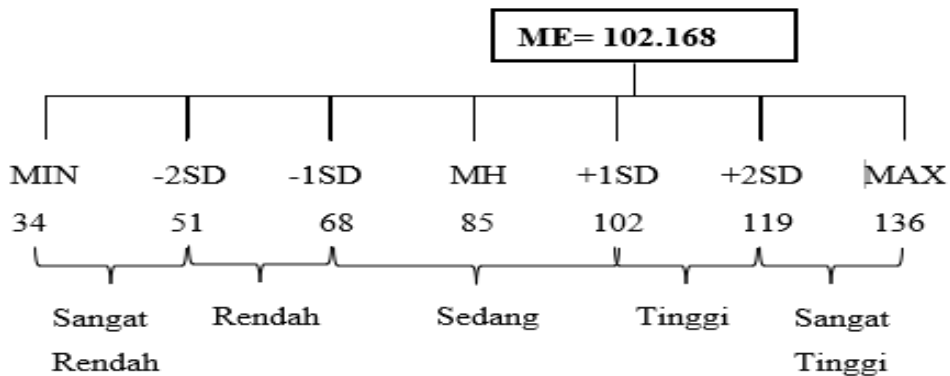 ME= 102.168
MIN -2SD -1SD MH +1SD +2SD MAX
34 51 68 85 102 119 136
Sangat Rendah Sedang Tinggi Sangat
Rendah Tinggi